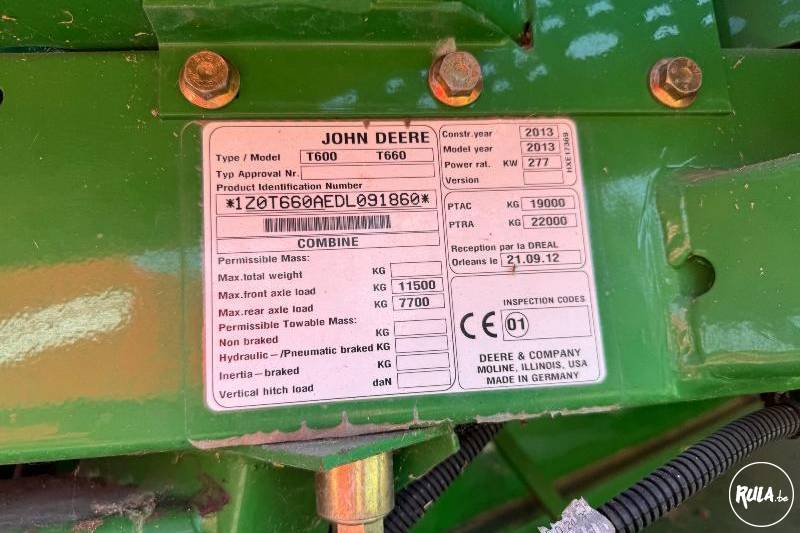 JOHN DEERE
Type / Model T600 T660
Typ Approval Nr.
Product Identification Number
*1Z0T660AEDL091860*
COMBINE
Permissible Mass:
Max.total weight KG
Max.front axle load KG 11500
Max.rear axle load KG 7700
Permissible Towable Mass:
Non braked KG
Hydraulic-/Pneumatic braked KG
Inertia-braked KG
Vertical hitch load daN
Constr.year 2013
Model year 2013
Power rat. KW 277
Version
HXE17369
PTAC KG 19000
PTRA KG 22000
Reception par la DREAL
Orleans le 21.09.12
INSPECTION CODES
CE 01
DEERE & COMPANY
MOLINE, ILLINOIS, USA
MADE IN GERMANY
RULA.be